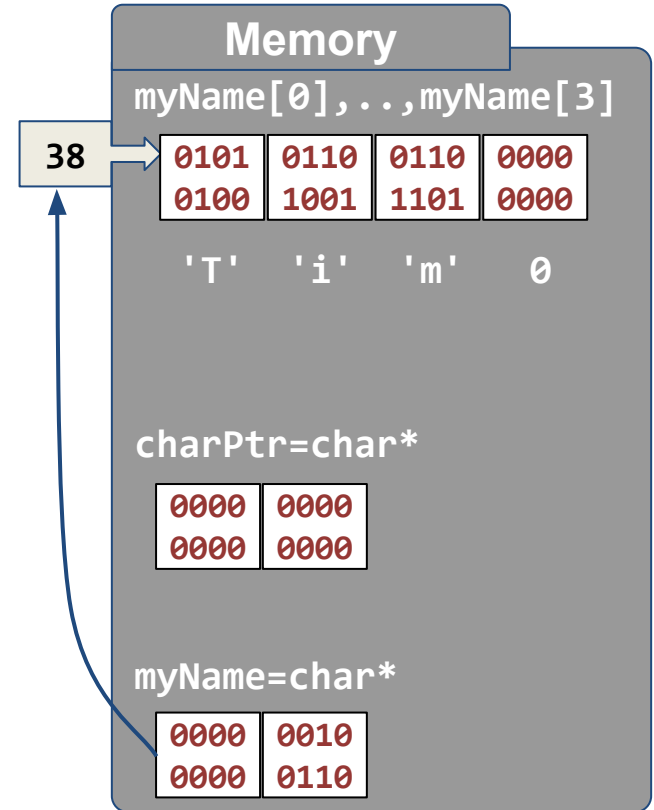 Memory
myName[0],..,myName[3]
38
0101 0110 0110 0000
0100 1001 1101 0000
'T' 'i' 'm' 0
charPtr=char*
0000 0000
0000 0000
myName=char*
0000 0010
0000 0110